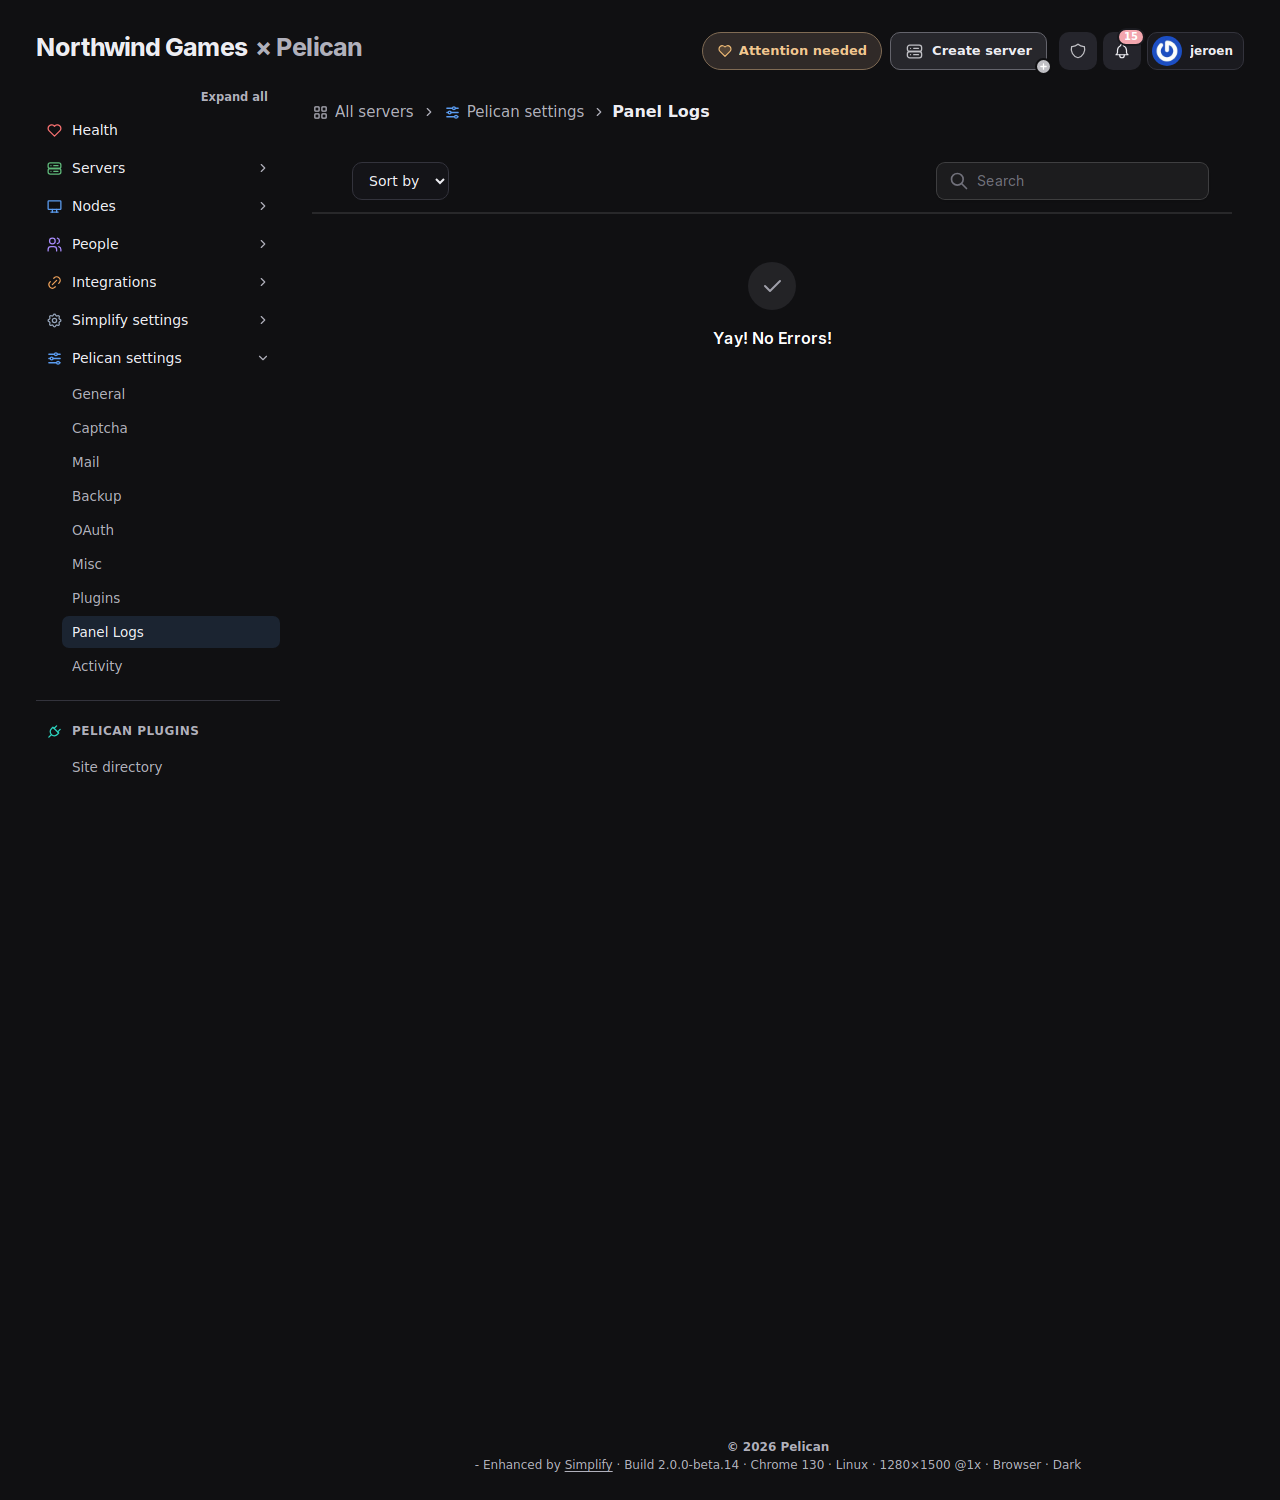 Northwind Games × Pelican
Attention needed
Create server
15
jeroen
Expand all
Health
Servers
Nodes
People
Integrations
Simplify settings
Pelican settings
General
Captcha
Mail
Backup
OAuth
Misc
Plugins
Panel Logs
Activity
PELICAN PLUGINS
Site directory
All servers > Pelican settings > Panel Logs
Sort by
Search
Yay! No Errors!
© 2026 Pelican
- Enhanced by Simplify · Build 2.0.0-beta.14 · Chrome 130 · Linux · 1280×1500 @1x · Browser · Dark